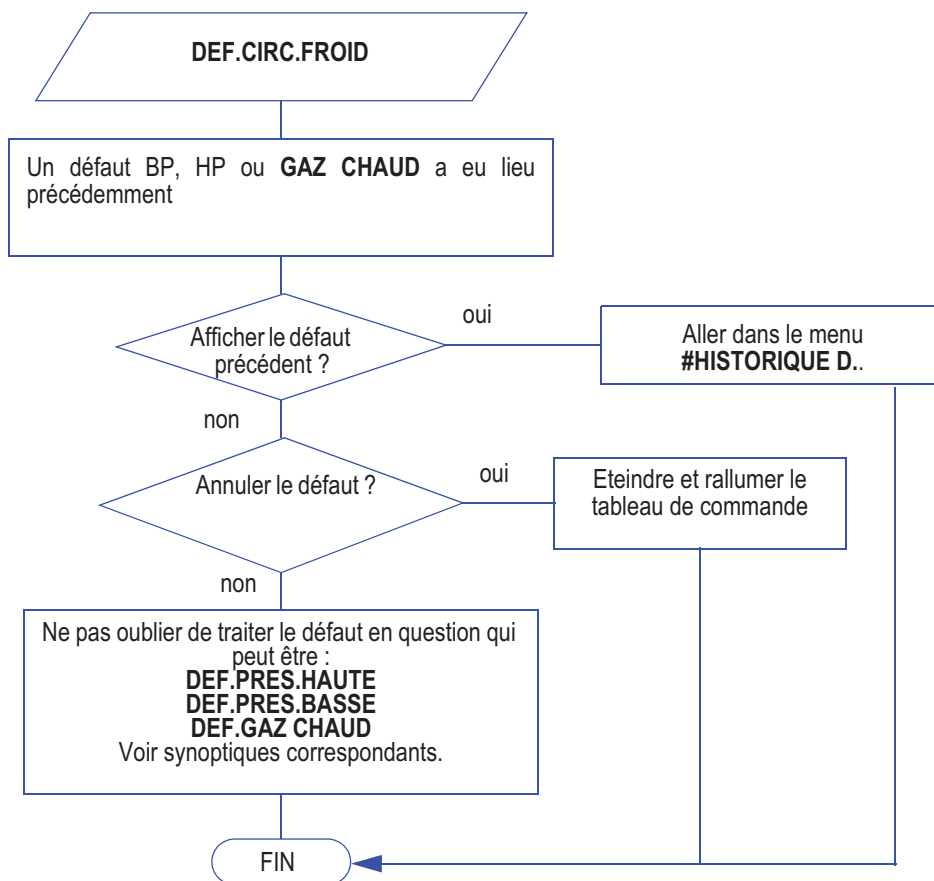 DEF.CIRC.FROID
Un défaut BP, HP ou GAZ CHAUD a eu lieu
précédemment
Afficher le défaut
précédent ?
oui
Aller dans le menu
#HISTORIQUE D..
non
Annuler le défaut ?
oui
Eteindre et rallumer le
tableau de commande
non
Ne pas oublier de traiter le défaut en question qui
peut être :
DEF.PRES.HAUTE
DEF.PRES.BASSE
DEF.GAZ CHAUD
Voir synoptiques correspondants.
FIN